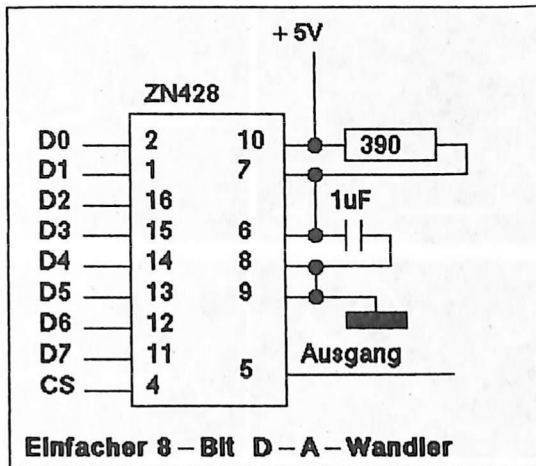 +5V
ZN428
D0 2 10 390
D1 1 7
D2 16 1uF
D3 15 6
D4 14 8
D5 13 9
D6 12
D7 11 Ausgang
CS 4 5
Einfacher 8-Bit D-A-Wandler